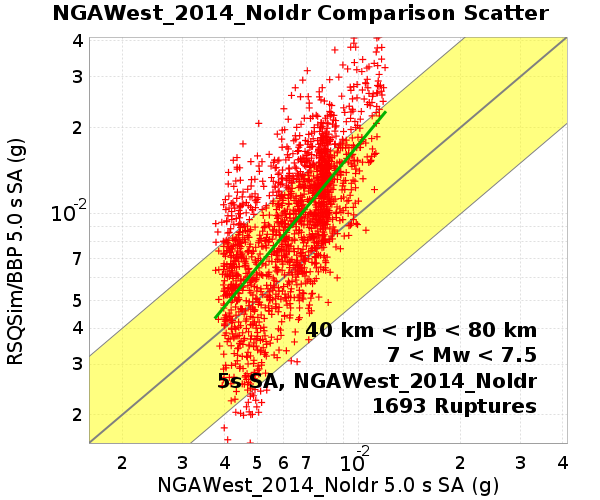 NGAWest_2014_NoIdr Comparison Scatter
RSQSim/BBP 5.0 s SA (g)
4
3
2
10-2
7
5
4
3
2
40 km < rJB < 80 km
7 < Mw < 7.5
5s SA, NGAWest_2014_NoIdr
1693 Ruptures
2 3 4 5 6 7 10-2 2 3 4
NGAWest_2014_NoIdr 5.0 s SA (g)